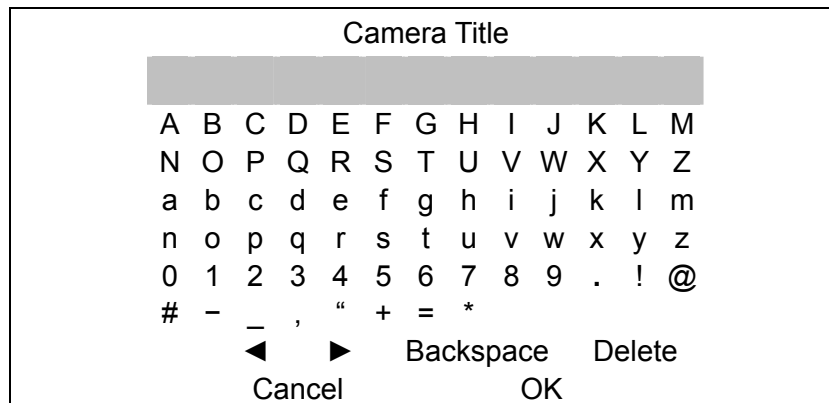 Camera Title
A B C D E F G H I J K L M
N O P Q R S T U V W X Y Z
a b c d e f g h i j k l m
n o p q r s t u v w x y z
0 1 2 3 4 5 6 7 8 9 . ! @
# − _ , “ + = *
◄ ► Backspace Delete
Cancel OK